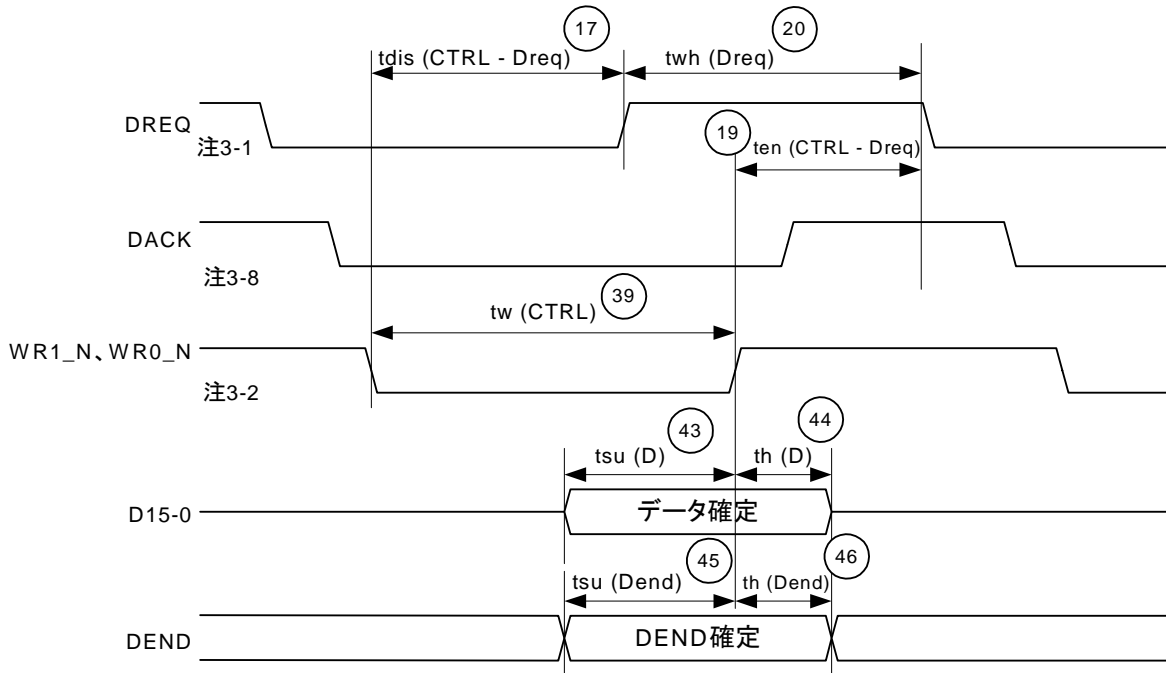 17
20
tdis (CTRL - Dreq)
twh (Dreq)
DREQ
注3-1
19
ten (CTRL - Dreq)
DACK
注3-8
39
tw (CTRL)
WR1_N、WR0_N
注3-2
43
44
tsu (D)
th (D)
D15-0
データ確定
45
46
tsu (Dend)
th (Dend)
DEND
DEND確定